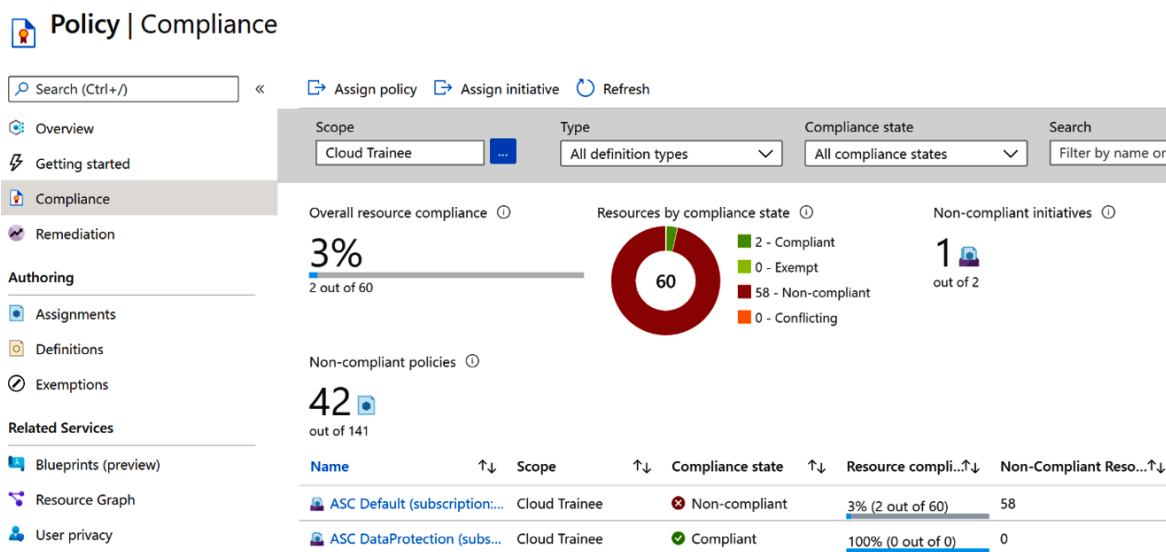 Policy | Compliance
Search (Ctrl+/)
«
Overview
Getting started
Compliance
Remediation
Authoring
Assignments
Definitions
Exemptions
Related Services
Blueprints (preview)
Resource Graph
User privacy
Assign policy Assign initiative Refresh
Scope Type Compliance state Search
Cloud Trainee ... All definition types All compliance states Filter by name or
Overall resource compliance
3%
2 out of 60
Resources by compliance state
60
2 - Compliant
0 - Exempt
58 - Non-compliant
0 - Conflicting
Non-compliant initiatives
1
out of 2
Non-compliant policies
42
out of 141
Name Scope Compliance state Resource compli... Non-Compliant Reso...
ASC Default (subscription:... Cloud Trainee Non-compliant 3% (2 out of 60) 58
ASC DataProtection (subs... Cloud Trainee Compliant 100% (0 out of 0) 0